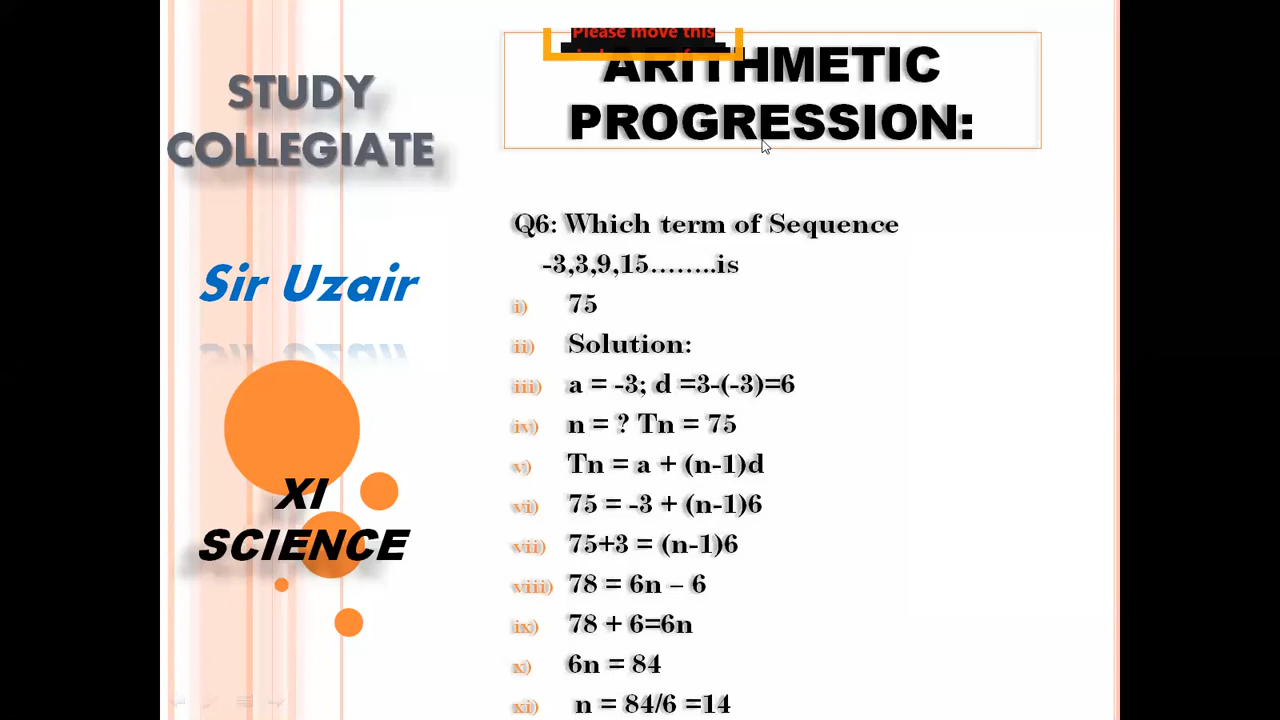 STUDY
COLLEGIATE
Sir Uzair
XI
SCIENCE
Please move this
ARITHMETIC
PROGRESSION:
Q6: Which term of Sequence
-3,3,9,15........is
i) 75
ii) Solution:
iii) a = -3; d =3-(-3)=6
iv) n = ? Tn = 75
v) Tn = a + (n-1)d
vi) 75 = -3 + (n-1)6
vii) 75+3 = (n-1)6
viii) 78 = 6n – 6
ix) 78 + 6=6n
x) 6n = 84
xi) n = 84/6 =14